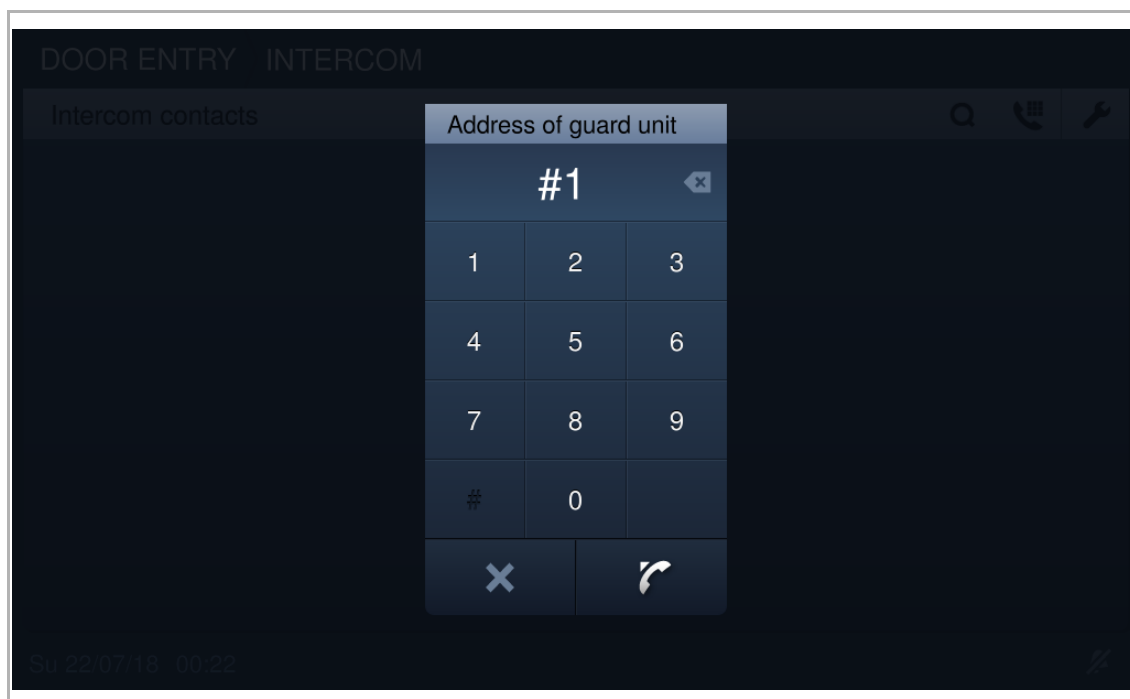 DOOR ENTRY INTERCOM
Intercom contacts
Address of guard unit
#1
1 2 3
4 5 6
7 8 9
# 0
Su 22/07/18 00:22